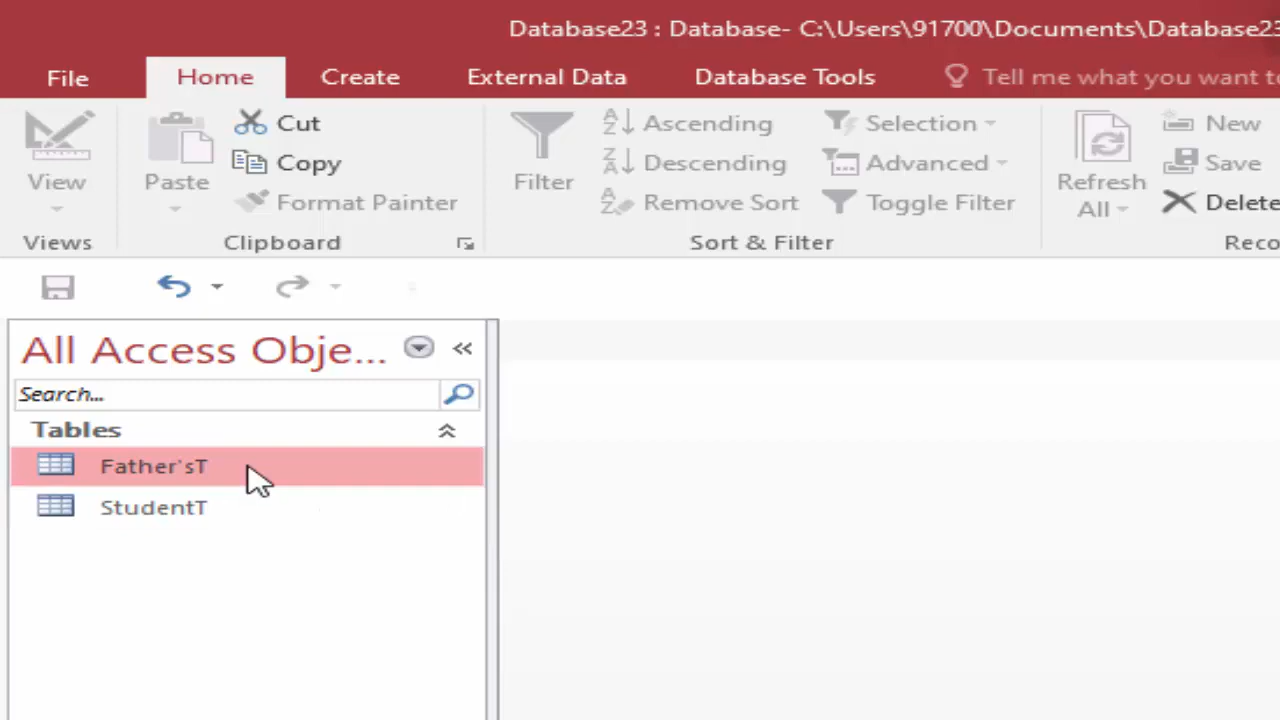 Database23 : Database- C:\Users\91700\Documents\Database23
File Home Create External Data Database Tools Tell me what you want to
View
Views
Paste
Cut
Copy
Format Painter
Clipboard
Filter
Ascending
Descending
Remove Sort
Selection
Advanced
Toggle Filter
Sort & Filter
Refresh
All
New
Save
Delete
Reco
All Access Obje...
Search...
Tables
Father'sT
StudentT